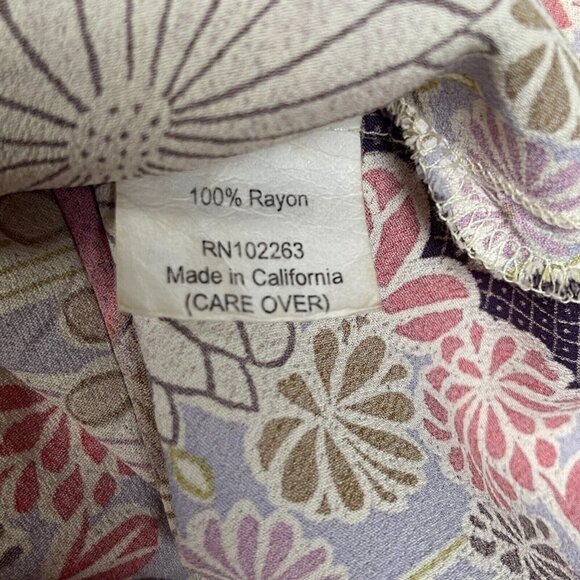 100% Rayon
RN102263
Made in California
(CARE OVER)